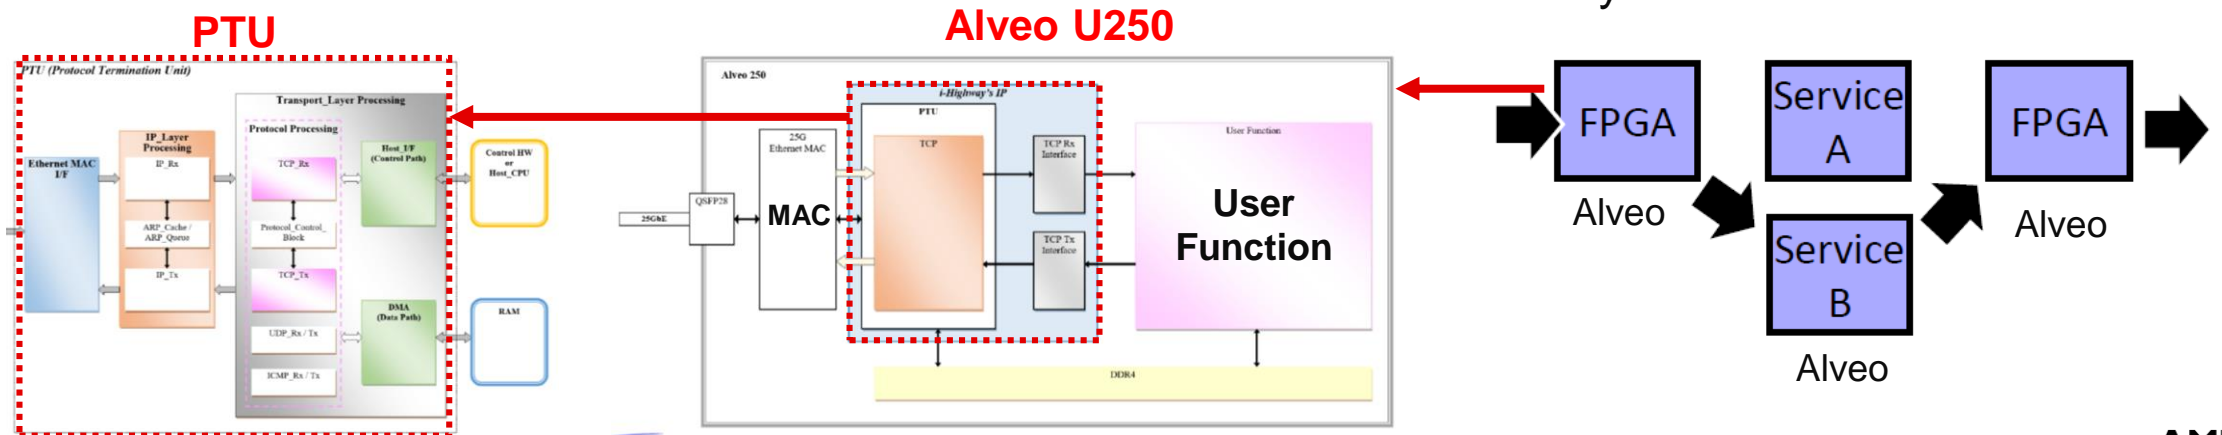 PTU
PTU (Protocol Termination Unit)
Transport_Layer Processing
IP_Layer
Processing
Protocol Processing
Ethernet MAC
I/F
IP_Rx
ARP_Cache /
ARP_Queue
IP_Tx
TCP_Rx
Protocol_Control_
Block
TCP_Tx
UDP_Rx / Tx
ICMP_Rx / Tx
Host_I/F
(Control Path)
DMA
(Data Path)
Control HW
or
Host_CPU
RAM
Alveo U250
Alveo 250
i-Highway's IP
PTU
TCP
25G
Ethernet MAC
MAC
QSFP28
25GbE
TCP Rx
Interface
TCP Tx
Interface
User Function
User
Function
DDR4
FPGA
Alveo
Service
A
Service
B
Alveo
FPGA
Alveo